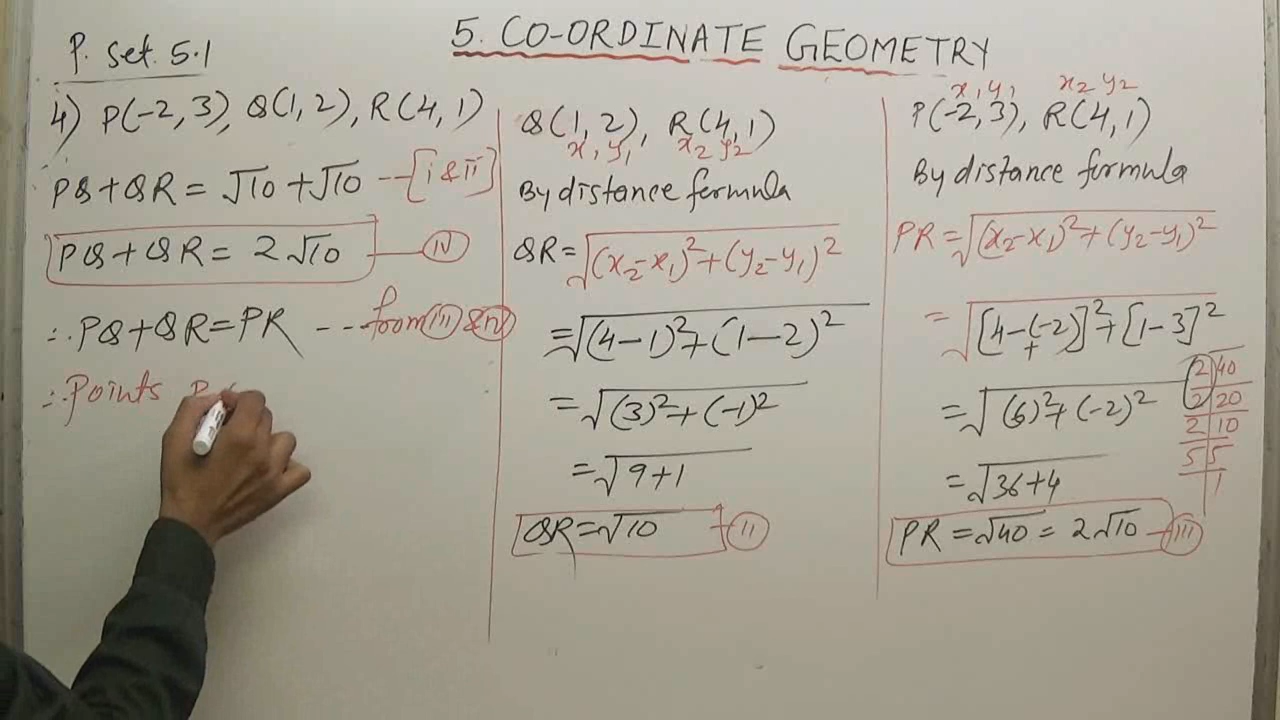 5. CO-ORDINATE GEOMETRY
P. Set. 5.1
4) P(-2, 3), Q(1, 2), R(4, 1)
PQ + QR = √10 + √10 --- [i & ii]
PQ + QR = 2√10 — (iv)
∴ PQ + QR = PR --- from (iii) & (iv)
∴ Points P
Q(1, 2), R(4, 1)
x₁ y₁ x₂ y₂
By distance formula
QR = √(x₂-x₁)² + (y₂-y₁)²
= √(4-1)² + (1-2)²
= √(3)² + (-1)²
= √9+1
QR = √10 — (ii)
x₁ y₁ x₂ y₂
P(-2, 3), R(4, 1)
By distance formula
PR = √(x₂-x₁)² + (y₂-y₁)²
= √[4-(-2)]² + [1-3]²
+
= √(6)² + (-2)²
= √36+4
PR = √40 = 2√10 — (iii)
2 40
2 20
2 10
5 5
1